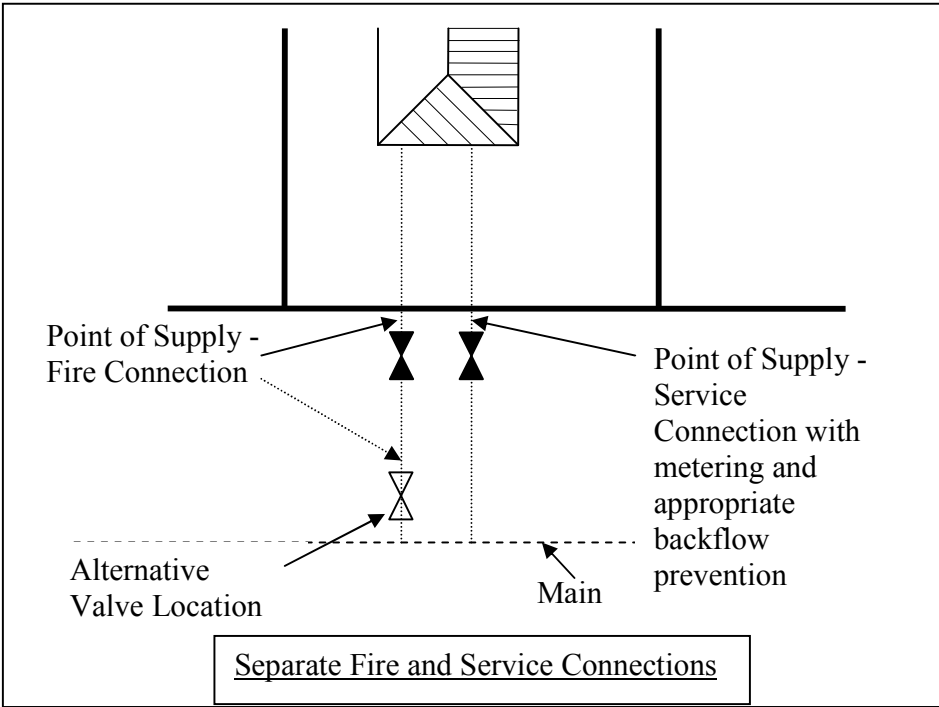 Point of Supply -
Fire Connection
Point of Supply -
Service
Connection with
metering and
appropriate
backflow
prevention
Alternative
Valve Location
Main
Separate Fire and Service Connections